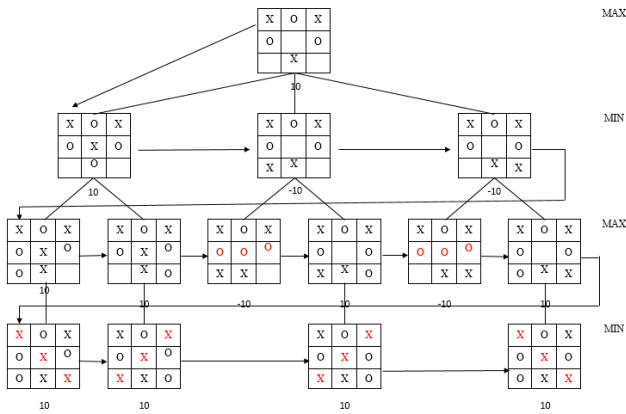 X O X MAX
O O
X
10
X O X X O X X O X MIN
O X O O O O O
O X X X X
10 -10 -10
X O X X O X X O X X O X X O X X O X MAX
O X O O X O O O O O O O O O O O
O X X O X X X X O X X O X X
10 10 -10 10 -10 10
X O X X O X X O X X O X MIN
O X O O X O O X O O X O
O X X X X O X X O O X X
10 10 10 10